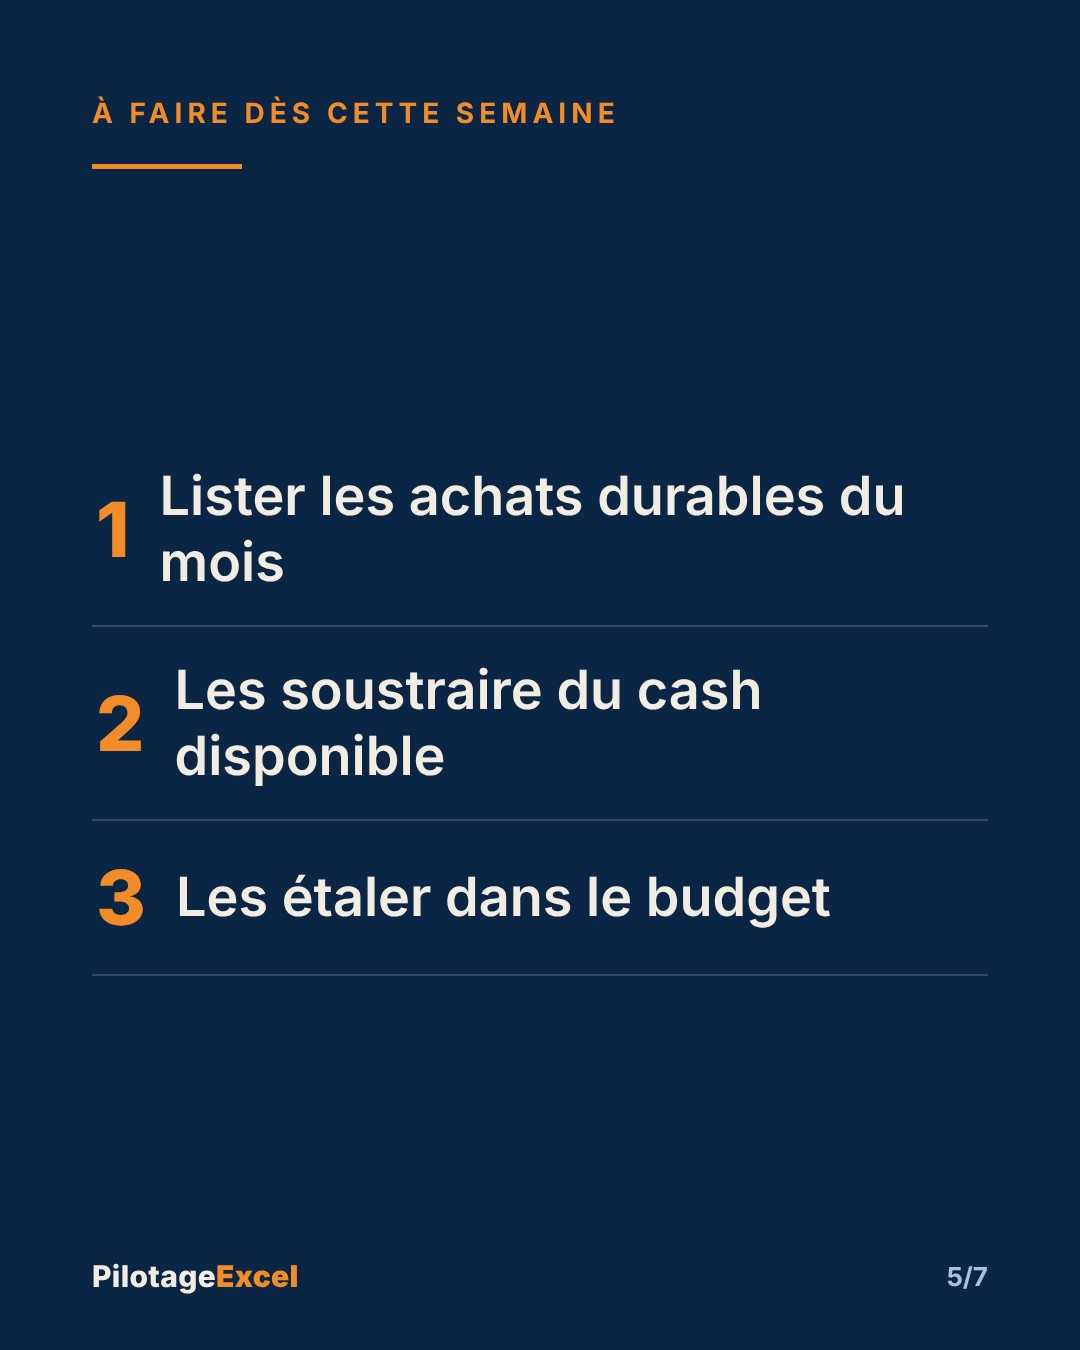 À FAIRE DÈS CETTE SEMAINE
1 Lister les achats durables du
mois
2 Les soustraire du cash
disponible
3 Les étaler dans le budget
PilotageExcel
5/7